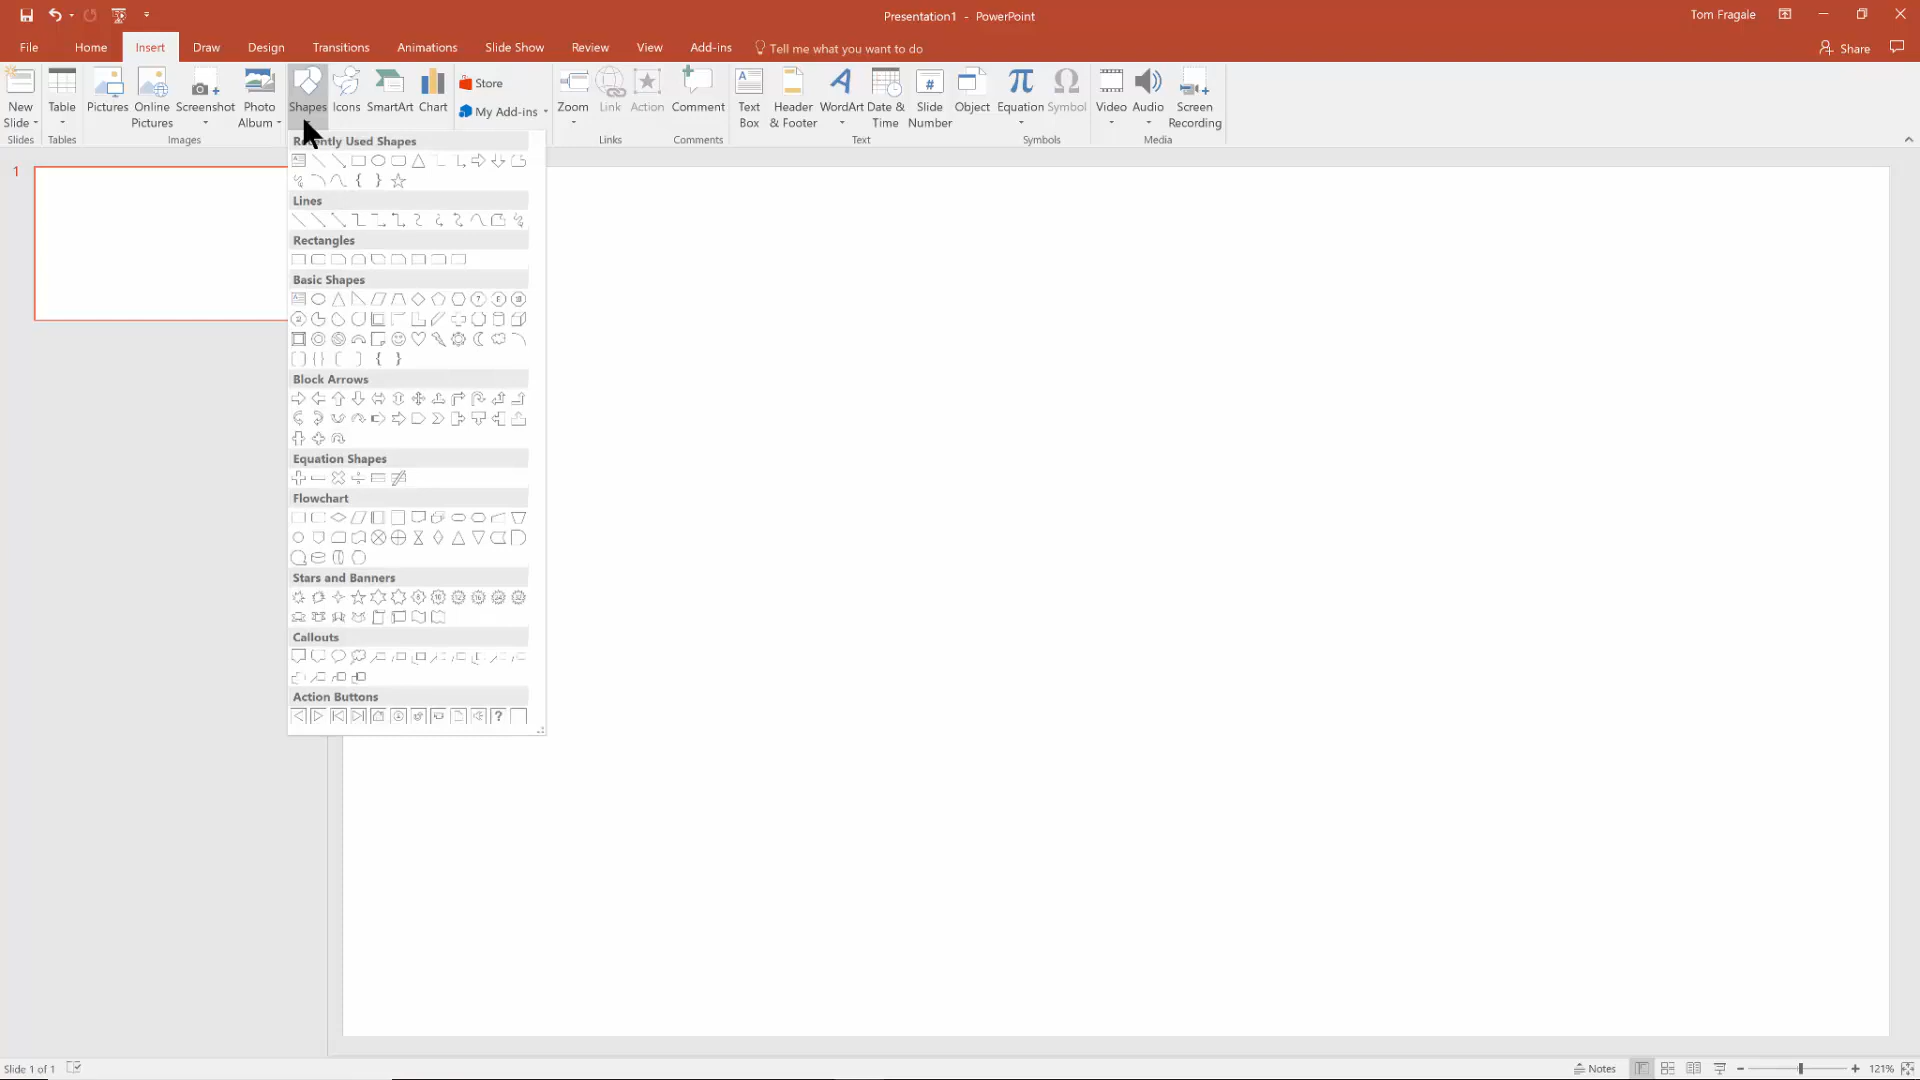 Presentation1 - PowerPoint
Tom Fragale
File Home Insert Draw Design Transitions Animations Slide Show Review View Add-ins Tell me what you want to do
Share
New Slide
Table
Pictures
Online Pictures
Screenshot
Photo Album
Shapes
Icons
SmartArt
Chart
Store
My Add-ins
Zoom
Link
Action
Comment
Text Box
Header & Footer
WordArt
Date & Time
Slide Number
Object
Equation
Symbol
Video
Audio
Screen Recording
Slides Tables Images Links Comments Text Symbols Media
1
Used Shapes
Lines
Rectangles
Basic Shapes
Block Arrows
Equation Shapes
Flowchart
Stars and Banners
Callouts
Action Buttons
Slide 1 of 1
Notes
121%